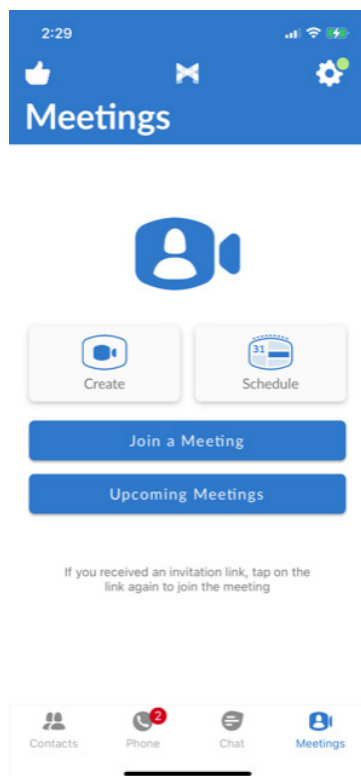 2:29
Meetings
31
Create
Schedule
Join a Meeting
Upcoming Meetings
If you received an invitation link, tap on the
link again to join the meeting
2
Contacts
Phone
Chat
Meetings